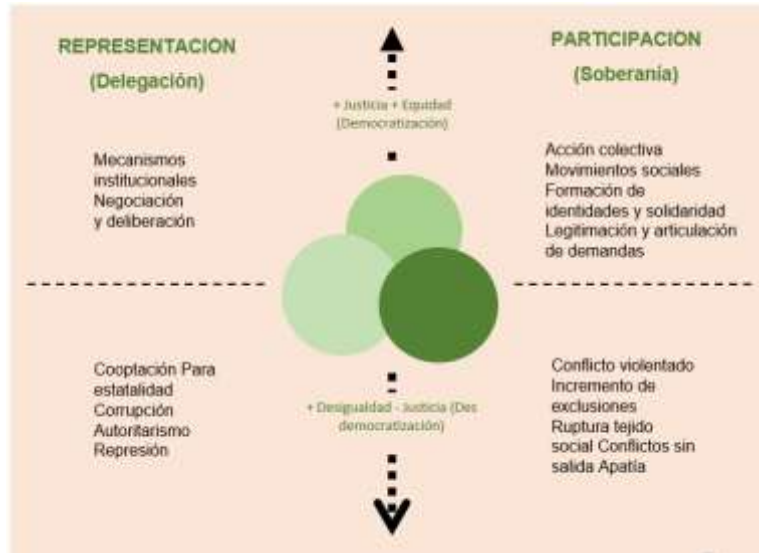 REPRESENTACION
(Delegación)
Mecanismos
institucionales
Negociación
y deliberación
+ Justicia + Equidad
(Democratización)
PARTICIPACION
(Soberanía)
Acción colectiva
Movimientos sociales
Formación de
identidades y solidaridad
Legitimación y articulación
de demandas
Cooptación Para
estatalidad
Corrupción
Autoritarismo
Represión
+ Desigualdad - Justicia (Des
democratización)
Conflicto violentado
Incremento de
exclusiones
Ruptura tejido
social Conflictos sin
salida Apatía